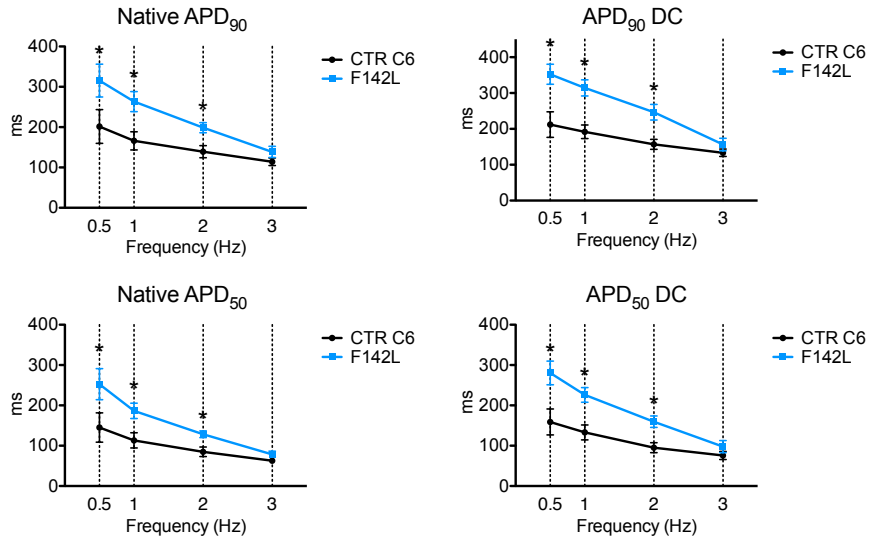 Native APD90
400
300
200
100
0
ms
*
*
*
0.5
1
2
3
Frequency (Hz)
CTR C6
F142L
APD90 DC
400
300
200
100
0
ms
*
*
*
0.5
1
2
3
Frequency (Hz)
CTR C6
F142L
Native APD50
400
300
200
100
0
ms
*
*
*
0.5
1
2
3
Frequency (Hz)
CTR C6
F142L
APD50 DC
400
300
200
100
0
ms
*
*
*
0.5
1
2
3
Frequency (Hz)
CTR C6
F142L